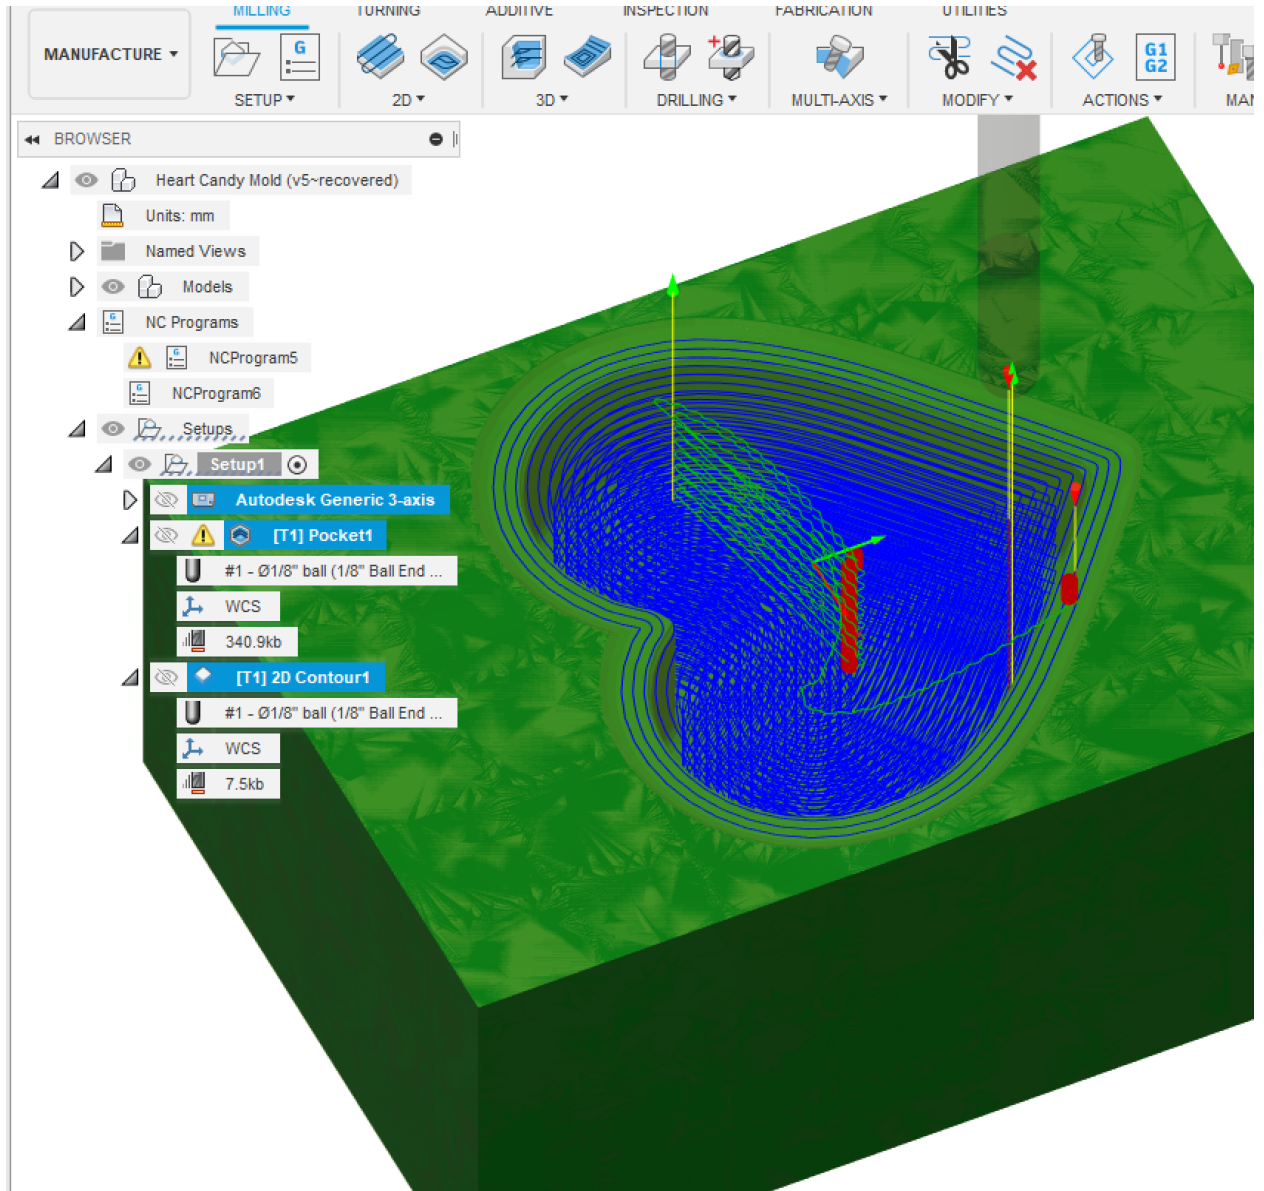 MILLING TURNING ADDITIVE INSPECTION FABRICATION UTILITIES
MANUFACTURE
G
G1
G2
SETUP 2D 3D DRILLING MULTI-AXIS MODIFY ACTIONS MAN
BROWSER
Heart Candy Mold (v5~recovered)
Units: mm
Named Views
Models
NC Programs
NCProgram5
NCProgram6
Setups
Setup1
Autodesk Generic 3-axis
[T1] Pocket1
#1 - Ø1/8" ball (1/8" Ball End ...
WCS
340.9kb
[T1] 2D Contour1
#1 - Ø1/8" ball (1/8" Ball End ...
WCS
7.5kb